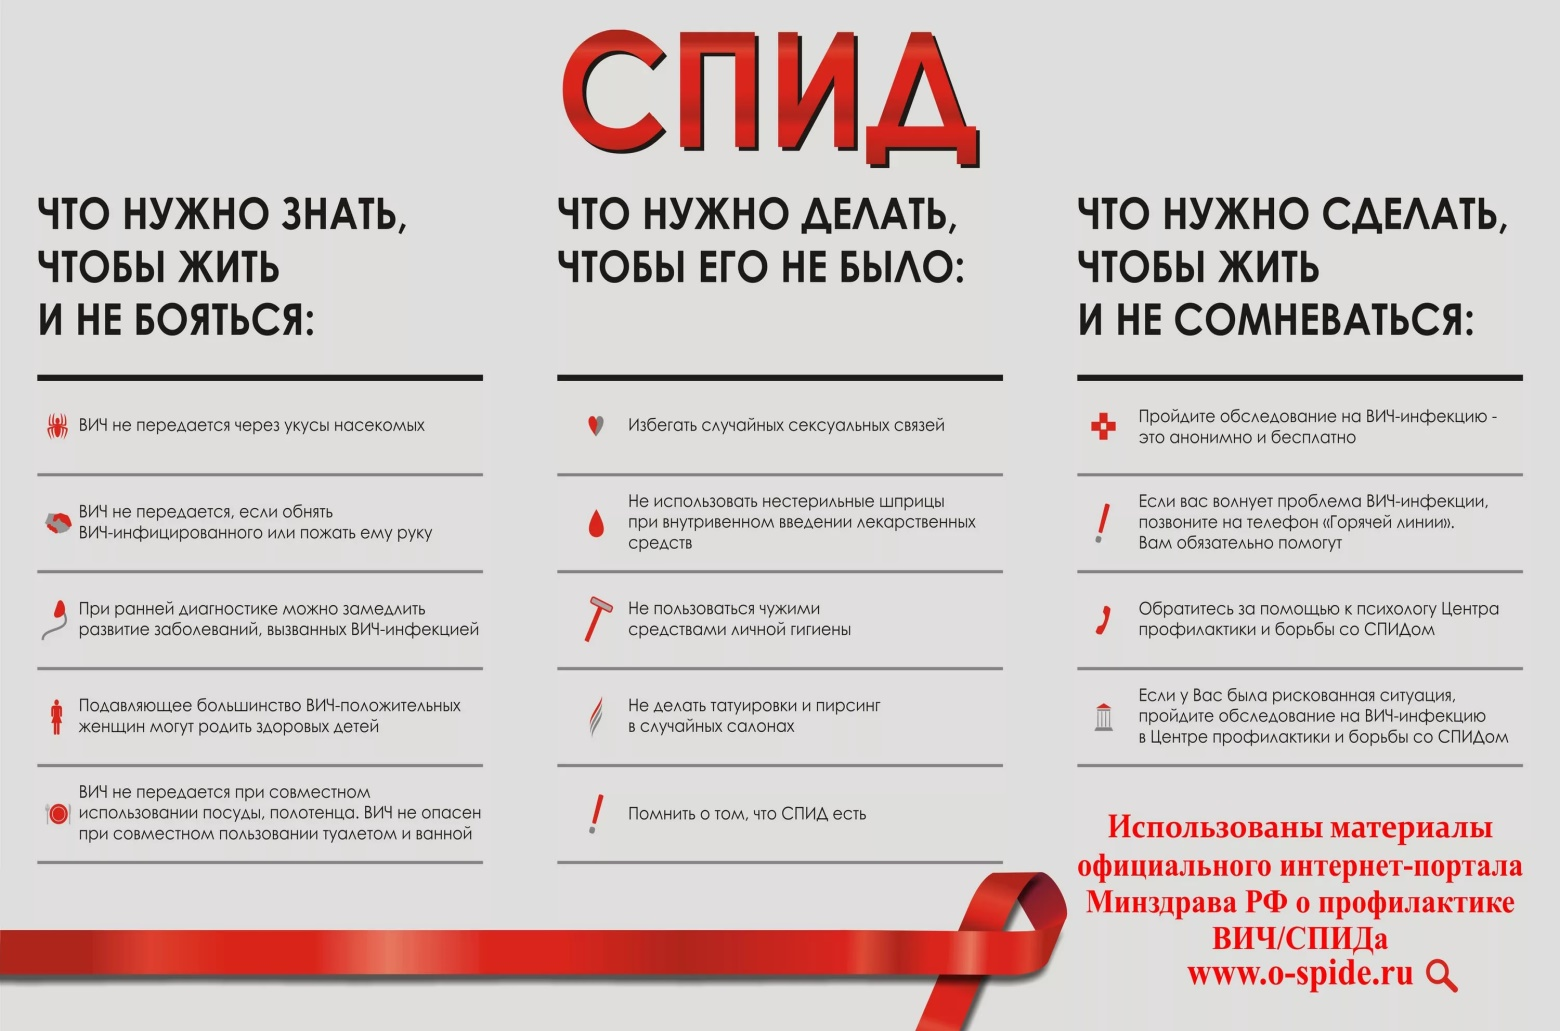 СПИД
ЧТО НУЖНО ЗНАТЬ,
ЧТОБЫ ЖИТЬ
И НЕ БОЯТЬСЯ:
ВИЧ не передается через укусы насекомых
ВИЧ не передается, если обнять
ВИЧ-инфицированного или пожать ему руку
При ранней диагностике можно замедлить
развитие заболеваний, вызванных ВИЧ-инфекцией
Подавляющее большинство ВИЧ-положительных
женщин могут родить здоровых детей
ВИЧ не передается при совместном
использовании посуды, полотенца. ВИЧ не опасен
при совместном пользовании туалетом и ванной
ЧТО НУЖНО ДЕЛАТЬ,
ЧТОБЫ ЕГО НЕ БЫЛО:
Избегать случайных сексуальных связей
Не использовать нестерильные шприцы
при внутривенном введении лекарственных
средств
Не пользоваться чужими
средствами личной гигиены
Не делать татуировки и пирсинг
в случайных салонах
Помнить о том, что СПИД есть
ЧТО НУЖНО СДЕЛАТЬ,
ЧТОБЫ ЖИТЬ
И НЕ СОМНЕВАТЬСЯ:
Пройдите обследование на ВИЧ-инфекцию -
это анонимно и бесплатно
Если вас волнует проблема ВИЧ-инфекции,
позвоните на телефон «Горячей линии».
Вам обязательно помогут
Обратитесь за помощью к психологу Центра
профилактики и борьбы со СПИДом
Если у Вас была рискованная ситуация,
пройдите обследование на ВИЧ-инфекцию
в Центре профилактики и борьбы со СПИДом
Использованы материалы
официального интернет-портала
Минздрава РФ о профилактике
ВИЧ/СПИДа
www.o-spide.ru